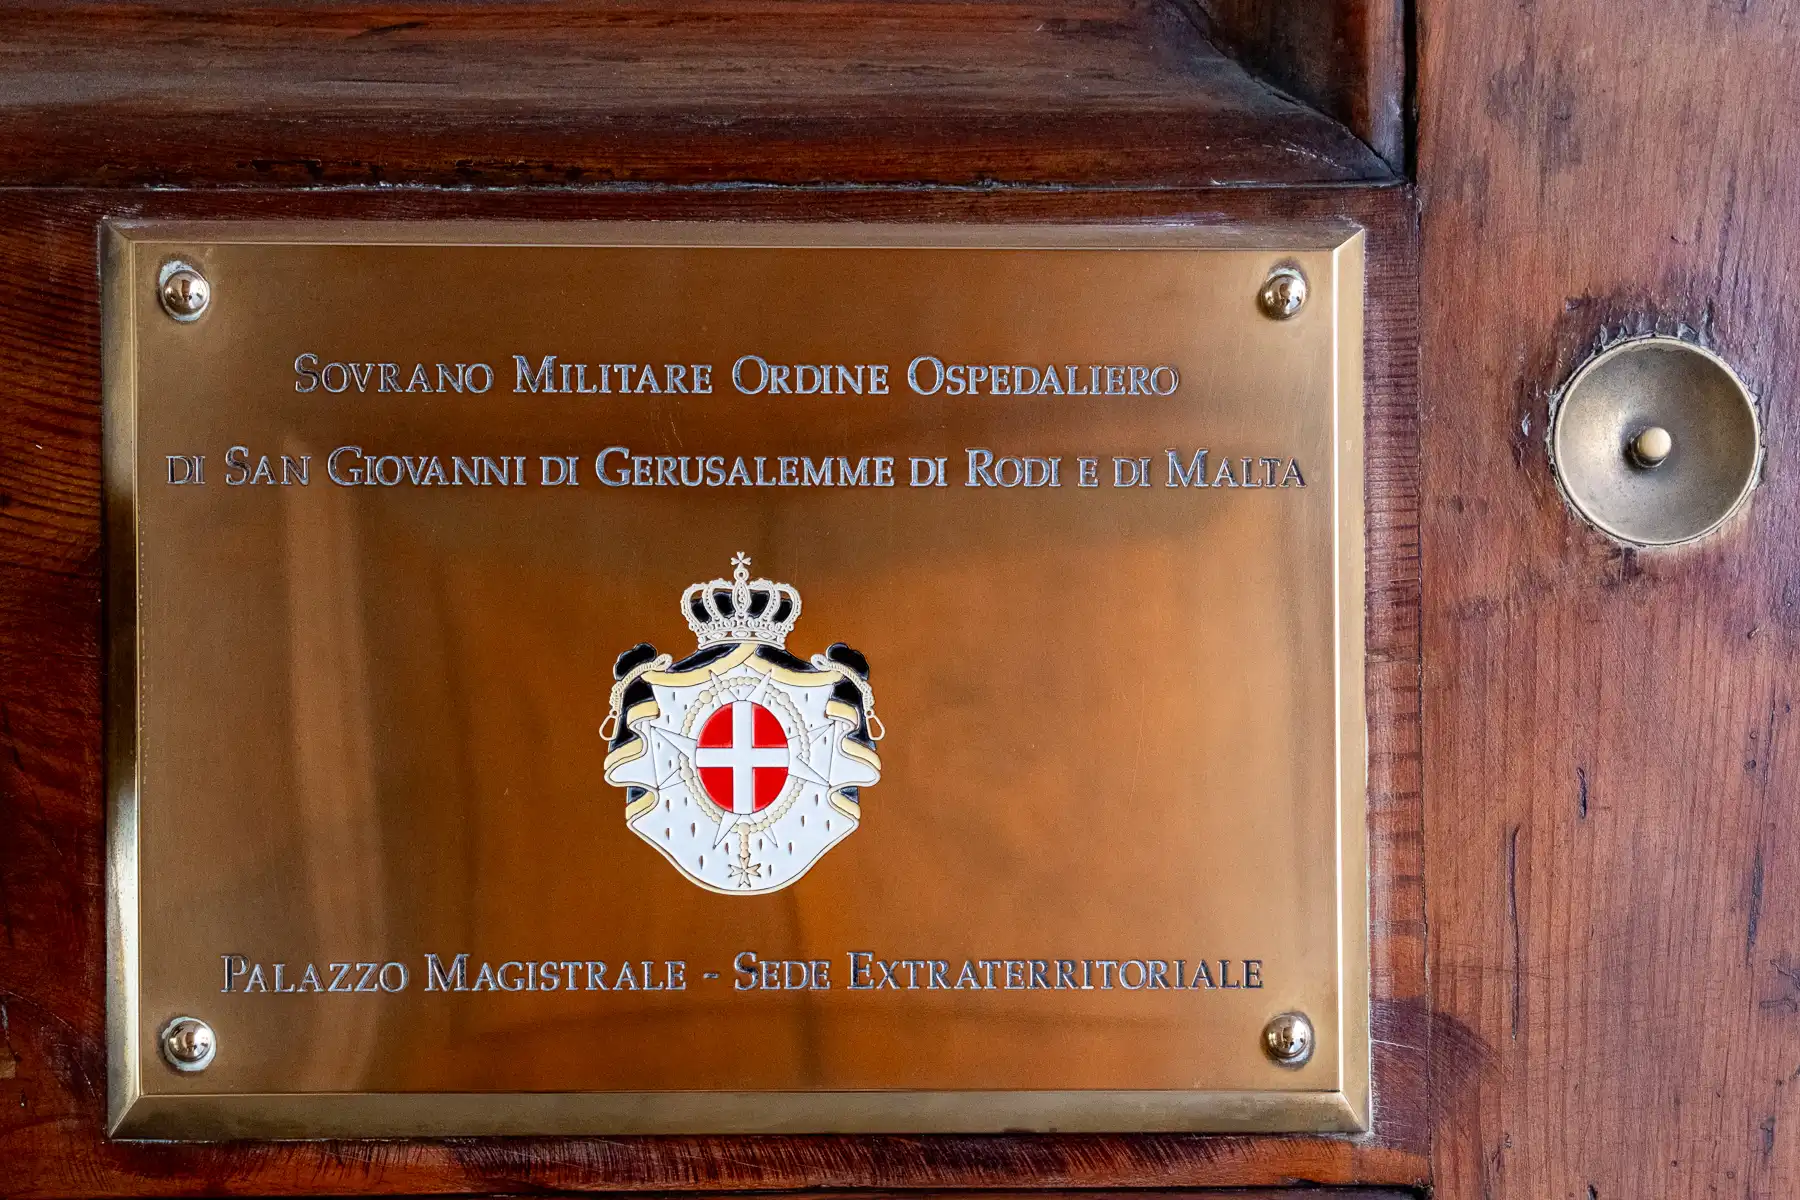 Sovrano Militare Ordine Ospedaliero
di San Giovanni di Gerusalemme di Rodi e di Malta
Palazzo Magistrale - Sede Extraterritoriale